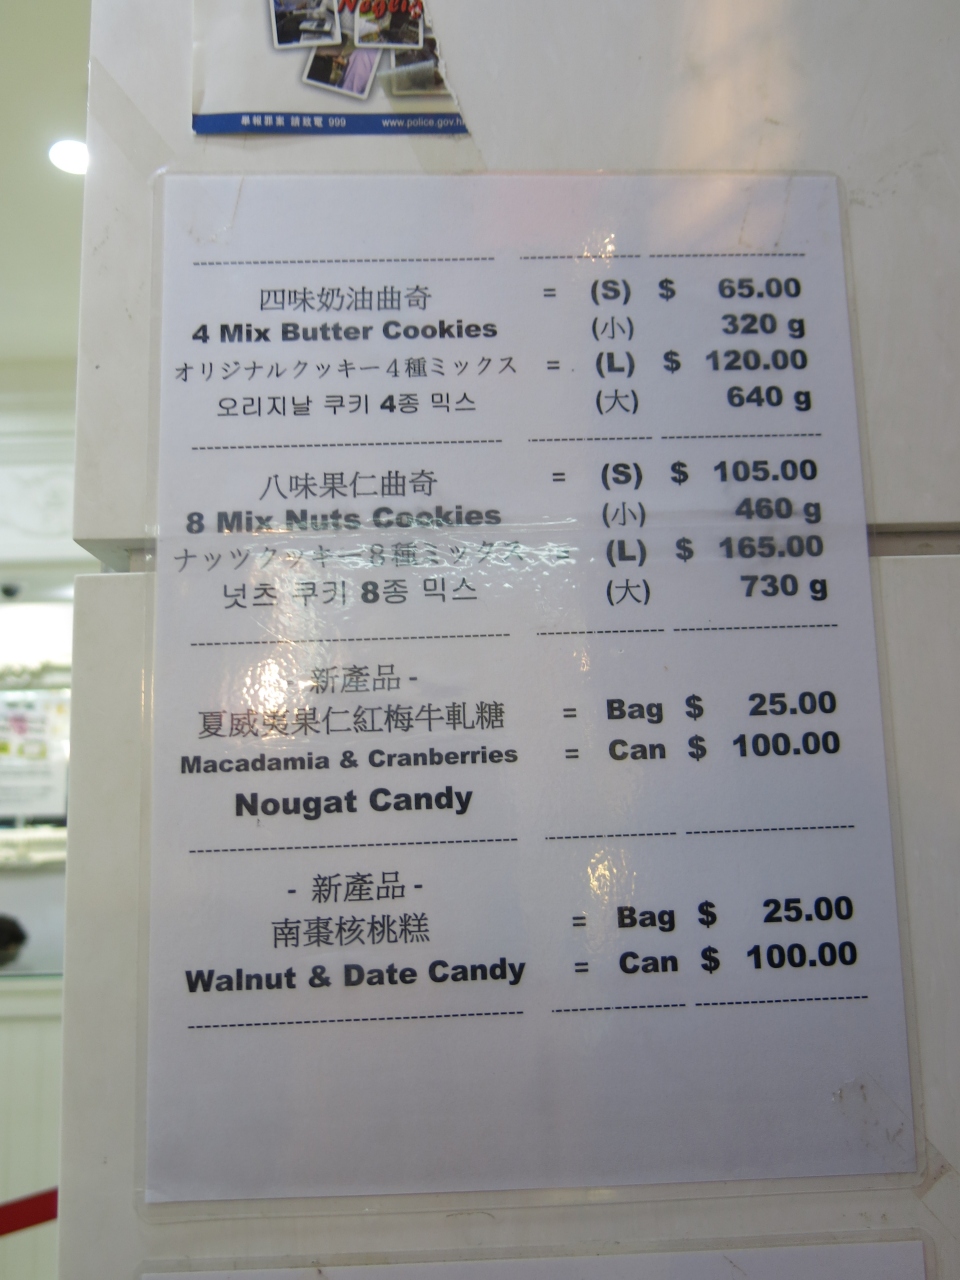 舉報罪案 請致電 999 www.police.gov.h
四味奶油曲奇 = (S) $ 65.00
4 Mix Butter Cookies (小) 320 g
オリジナルクッキー4種ミックス = (L) $ 120.00
오리지날 쿠키 4종 믹스 (大) 640 g
八味果仁曲奇 = (S) $ 105.00
8 Mix Nuts Cookies (小) 460 g
ナッツクッキー8種ミックス = (L) $ 165.00
넛츠 쿠키 8종 믹스 (大) 730 g
- 新產品 -
夏威夷果仁紅梅牛軋糖 = Bag $ 25.00
Macadamia & Cranberries = Can $ 100.00
Nougat Candy
- 新產品 -
南棗核桃糕 = Bag $ 25.00
Walnut & Date Candy = Can $ 100.00